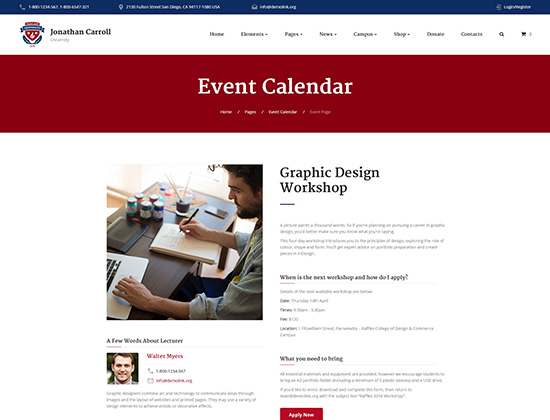 1-800-1234-567, 1-800-6547-321
2130 Fulton Street San Diego, CA 94117-1080 USA
info@demolink.org
Login/Register
Jonathan Carroll
University
Home
Elements
Pages
News
Campus
Shop
Donate
Contacts
0
Event Calendar
Home / Pages / Event Calendar / Event Page
Graphic Design
Workshop
A picture paints a thousand words. So if you're planning on pursuing a career in graphic
design, you'd better make sure you know what you're saying.
This four-day workshop introduces you to the principles of design, exploring the role of
colour, shape and form. You'll get expert advice on portfolio preparation and create
pieces in InDesign.
When is the next workshop and how do I apply?
Details of the next available workshop are below:
Date: Thursday 14th April
Times: 9.30am - 3.30pm
Fee: $120
Location: 1 Fitzwilliam Street, Parramatta - Raffles College of Design & Commerce
Campus
What you need to bring
All essential materials and equipment are provided, however we encourage students to
bring an A3 portfolio folder (including a minimum of 5 plastic sleeves) and a USB drive.
If you'd like to enrol, download and complete this form, then return to
with the subject line "Raffles 2016 Workshop".
Apply Now
A Few Words About Lecturer
Walter Myers
1-800-1234-567
info@demolink.org
Graphic designers combine art and technology to communicate ideas through
images and the layout of websites and printed pages. They may use a variety of
design elements to achieve artistic or decorative effects.